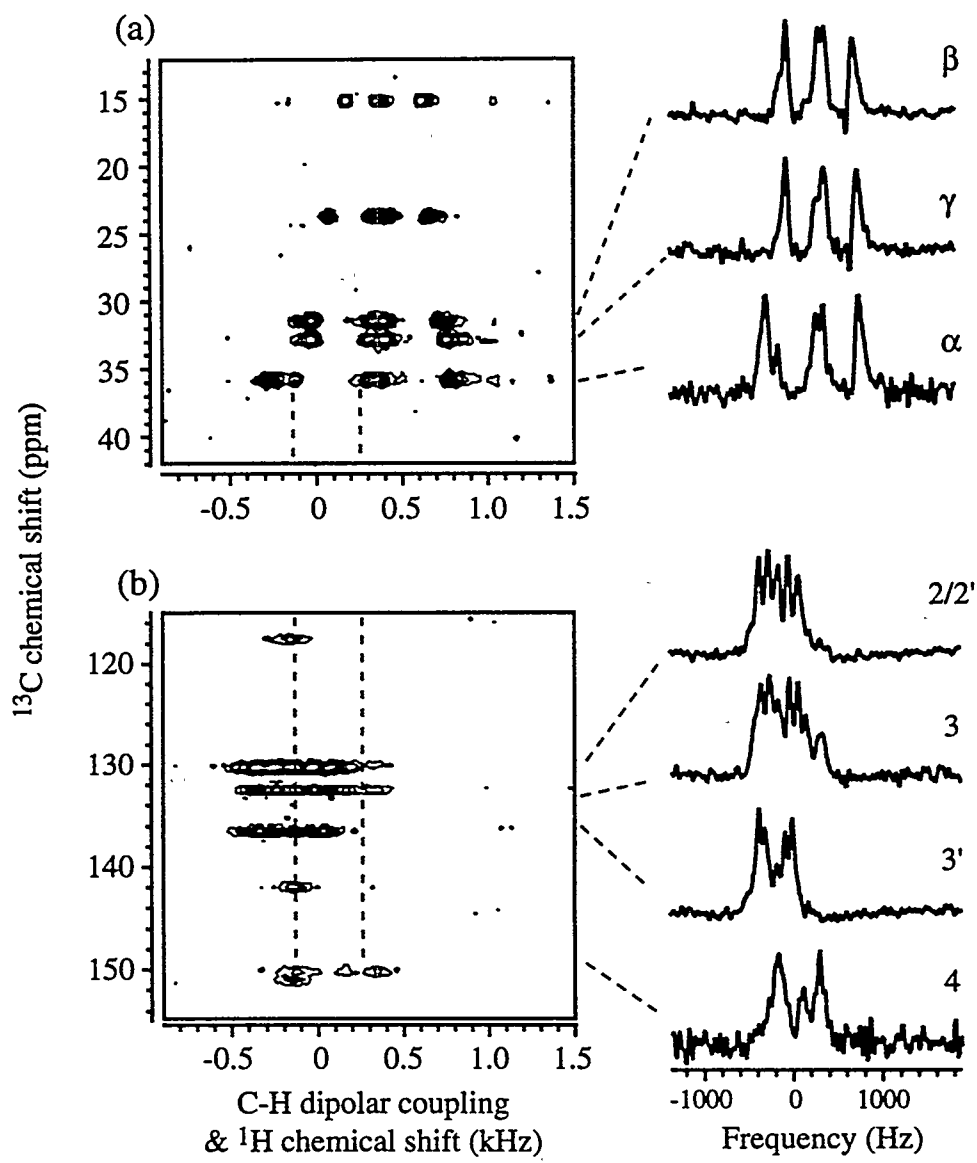 (a)
15
20
25
30
35
40
-0.5 0 0.5 1.0 1.5
β
γ
α
13C chemical shift (ppm)
(b)
120
130
140
150
-0.5 0 0.5 1.0 1.5
C-H dipolar coupling
& 1H chemical shift (kHz)
2/2'
3
3'
4
-1000 0 1000
Frequency (Hz)